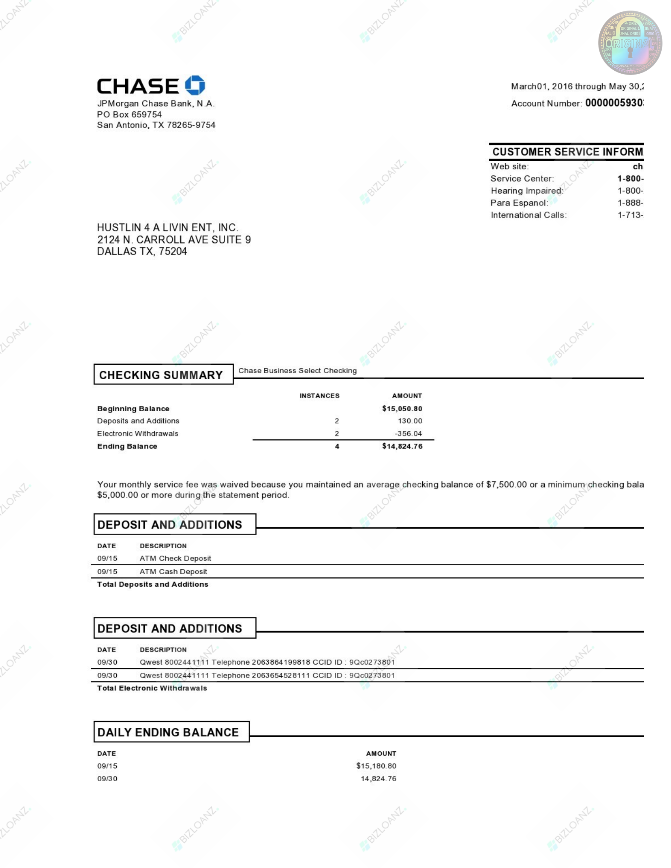 CHASE
March01, 2016 through May 30,2
JPMorgan Chase Bank, N.A.
Account Number: 0000005930
PO Box 659754
San Antonio, TX 78265-9754
CUSTOMER SERVICE INFORM
Web site: ch
Service Center: 1-800-
Hearing Impaired: 1-800-
Para Espanol: 1-888-
International Calls: 1-713-
HUSTLIN 4 A LIVIN ENT, INC.
2124 N. CARROLL AVE SUITE 9
DALLAS TX, 75204
CHECKING SUMMARY Chase Business Select Checking
INSTANCES AMOUNT
Beginning Balance $15,050.80
Deposits and Additions 2 130.00
Electronic Withdrawals 2 -356.04
Ending Balance 4 $14,824.76
Your monthly service fee was waived because you maintained an average checking balance of $7,500.00 or a minimum checking bala
$5,000.00 or more during the statement period.
DEPOSIT AND ADDITIONS
DATE DESCRIPTION
09/15 ATM Check Deposit
09/15 ATM Cash Deposit
Total Deposits and Additions
DEPOSIT AND ADDITIONS
DATE DESCRIPTION
09/30 Qwest 8002441111 Telephone 2063864199818 CCID ID : 9Qc0273801
09/30 Qwest 8002441111 Telephone 2063654528111 CCID ID : 9Qc0273801
Total Electronic Withdrawals
DAILY ENDING BALANCE
DATE AMOUNT
09/15 $15,180.80
09/30 14,824.76
BIZLOANZ